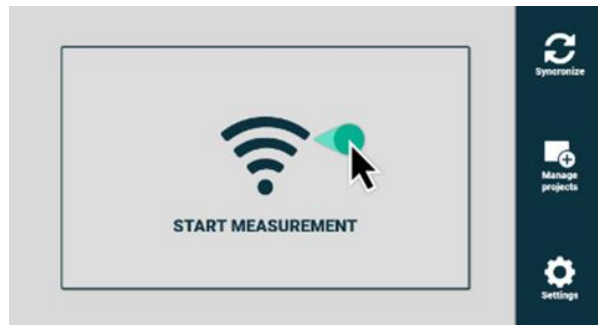 START MEASUREMENT
Syncronize
Manage
projects
Settings